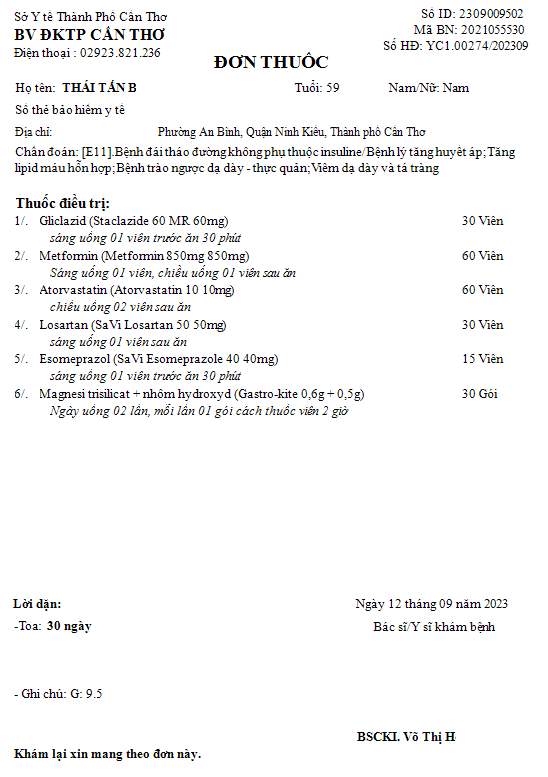 Sở Y tế Thành Phố Cần Thơ
BV ĐKTP CẦN THƠ
Điện thoại : 02923.821.236
Số ID: 2309009502
Mã BN: 2021055530
Số HĐ: YC1.00274/202309
ĐƠN THUỐC
Họ tên: THÁI TẤN B Tuổi: 59 Nam/Nữ: Nam
Số thẻ bảo hiểm y tế
Địa chỉ: Phường An Bình, Quận Ninh Kiều, Thành phố Cần Thơ
Chẩn đoán: [E11].Bệnh đái tháo đường không phụ thuộc insuline/Bệnh lý tăng huyết áp;Tăng
lipid máu hỗn hợp;Bệnh trào ngược dạ dày - thực quản;Viêm dạ dày và tá tràng
Thuốc điều trị:
1/. Gliclazid (Staclazide 60 MR 60mg) 30 Viên
sáng uống 01 viên trước ăn 30 phút
2/. Metformin (Metformin 850mg 850mg) 60 Viên
Sáng uống 01 viên, chiều uống 01 viên sau ăn
3/. Atorvastatin (Atorvastatin 10 10mg) 60 Viên
chiều uống 02 viên sau ăn
4/. Losartan (SaVi Losartan 50 50mg) 30 Viên
sáng uống 01 viên sau ăn
5/. Esomeprazol (SaVi Esomeprazole 40 40mg) 15 Viên
sáng uống 01 viên trước ăn 30 phút
6/. Magnesi trisilicat + nhôm hydroxyd (Gastro-kite 0,6g + 0,5g) 30 Gói
Ngày uống 02 lần, mỗi lần 01 gói cách thuốc viên 2 giờ
Lời dặn:
Ngày 12 tháng 09 năm 2023
-Toa: 30 ngày
Bác sĩ/Y sĩ khám bệnh
- Ghi chú: G: 9.5
BSCKI. Võ Thị H
Khám lại xin mang theo đơn này.